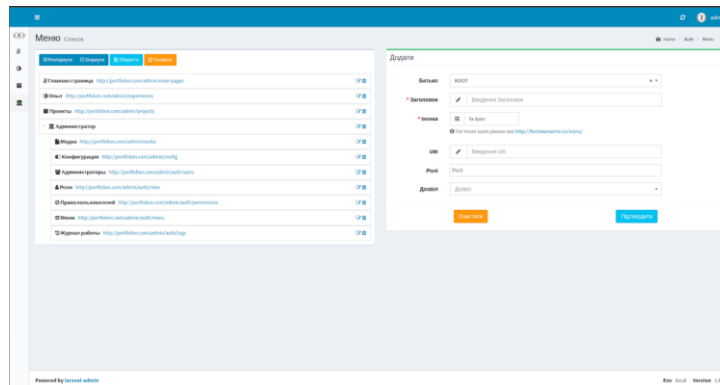 Меню Список
Home Auth Menu
Розгорнути Згорнути Зберегти Оновити
Главная страница http://portfolion.com/admin/main-pages
Опыт http://portfolion.com/admin/experiences
Проекты http://portfolion.com/admin/projects
Администратор
Медиа http://portfolion.com/admin/media
Конфигурация http://portfolion.com/admin/config
Администраторы http://portfolion.com/admin/auth/users
Роли http://portfolion.com/admin/auth/roles
Права пользователей http://portfolion.com/admin/auth/permissions
Меню http://portfolion.com/admin/auth/menu
Журнал работы http://portfolion.com/admin/auth/logs
Додати
Батько ROOT
* Заголовок Введення Заголовок
* Іконка fa-bars
For more icons please see http://fontawesome.io/icons/
URI Введення URI
Ролі Ролі
Дозвіл Дозвіл
Очистити Підтвердити
Powered by laravel-admin
Env local Version